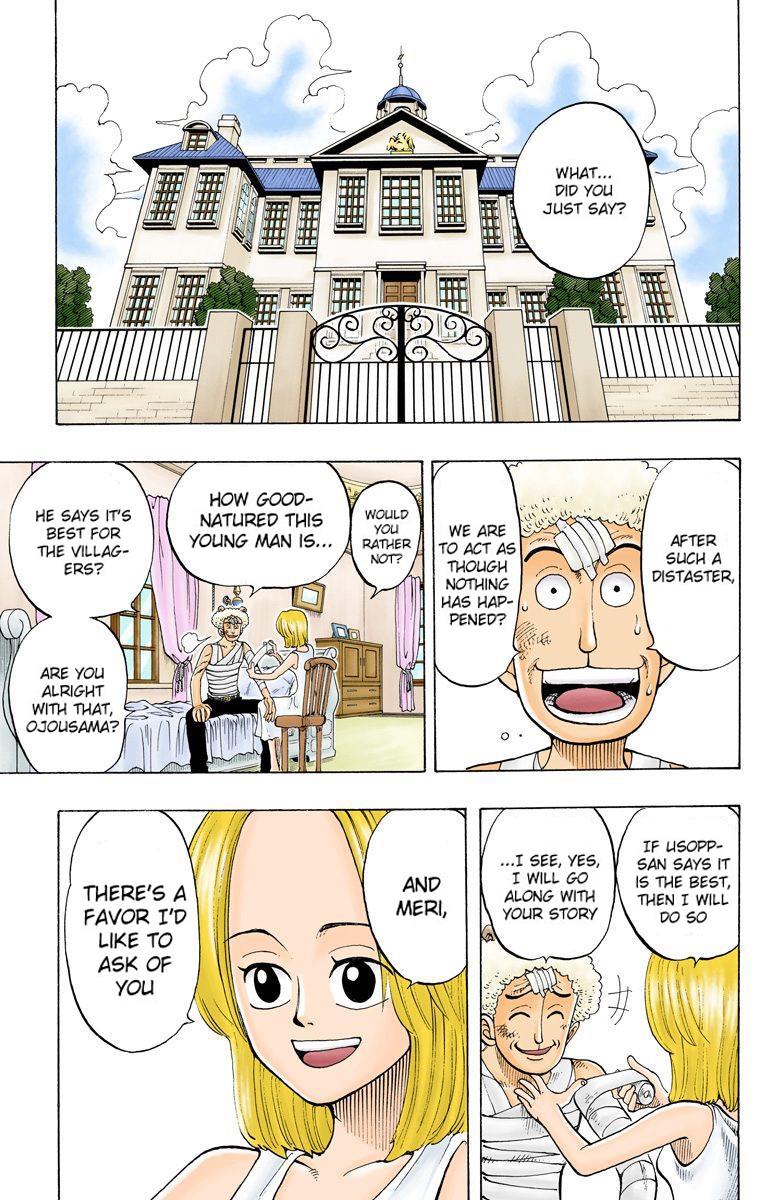 WHAT...
DID YOU
JUST SAY?
AFTER
SUCH A
DISTASTER,
WE ARE
TO ACT AS
THOUGH
NOTHING
HAS HAP-
PENED?
WOULD
YOU
RATHER
NOT?
HOW GOOD-
NATURED THIS
YOUNG MAN IS...
HE SAYS IT'S
BEST FOR
THE VILLAG-
ERS?
ARE YOU
ALRIGHT
WITH THAT,
OJOUSAMA?
IF USOPP-
SAN SAYS IT
IS THE BEST,
THEN I WILL
DO SO
...I SEE, YES,
I WILL GO
ALONG WITH
YOUR STORY
AND
MERI,
THERE'S A
FAVOR I'D
LIKE TO
ASK OF
YOU